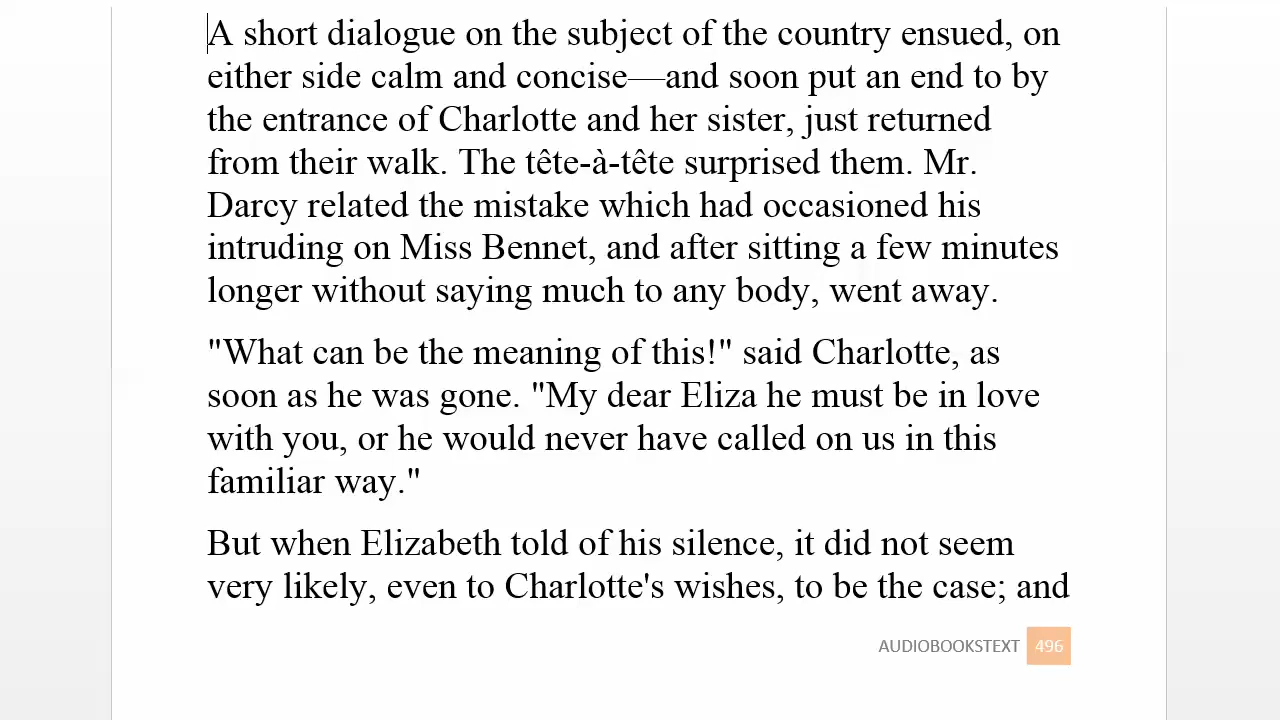 A short dialogue on the subject of the country ensued, on
either side calm and concise—and soon put an end to by
the entrance of Charlotte and her sister, just returned
from their walk. The tête-à-tête surprised them. Mr.
Darcy related the mistake which had occasioned his
intruding on Miss Bennet, and after sitting a few minutes
longer without saying much to any body, went away.
"What can be the meaning of this!" said Charlotte, as
soon as he was gone. "My dear Eliza he must be in love
with you, or he would never have called on us in this
familiar way."
But when Elizabeth told of his silence, it did not seem
very likely, even to Charlotte's wishes, to be the case; and
AUDIOBOOKSTEXT 496